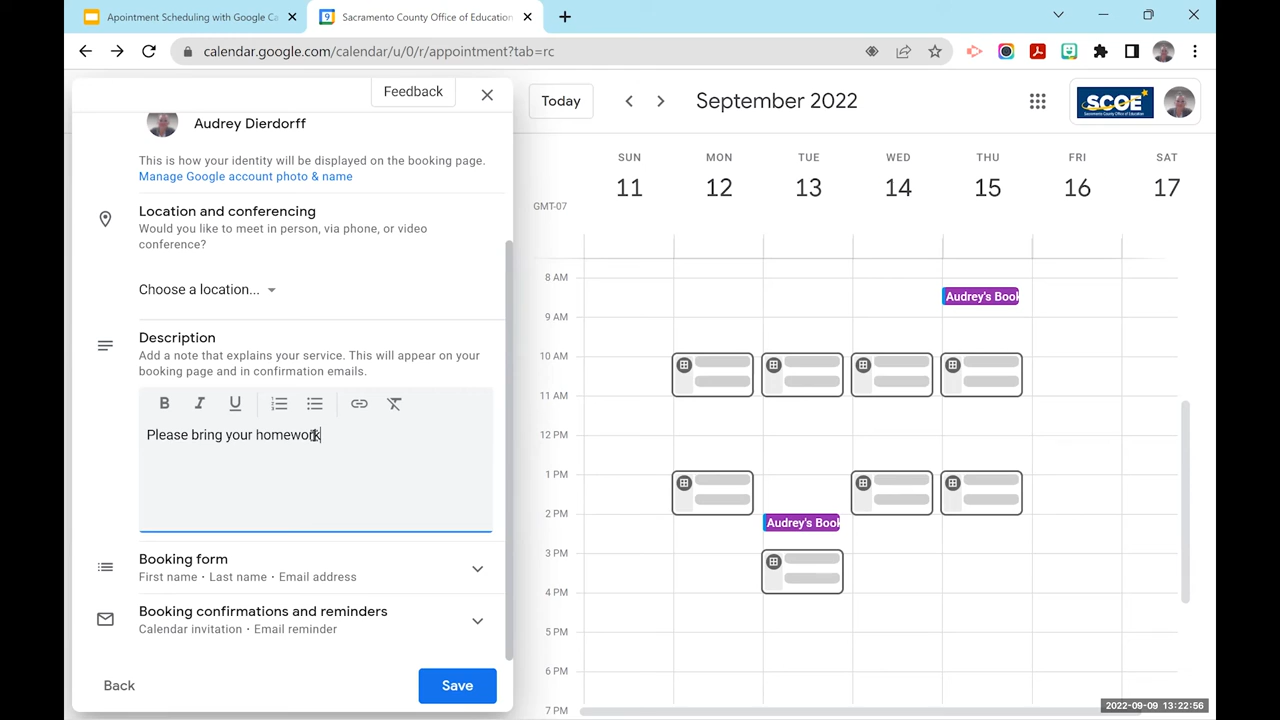 Apointment Scheduling with Google Ca
Sacramento County Office of Education
calendar.google.com/calendar/u/0/r/appointment?tab=rc
Feedback
Audrey Dierdorff
This is how your identity will be displayed on the booking page.
Manage Google account photo & name
Location and conferencing
Would you like to meet in person, via phone, or video
conference?
Choose a location...
Description
Add a note that explains your service. This will appear on your
booking page and in confirmation emails.
B I U
Please bring your homework
Booking form
First name · Last name · Email address
Booking confirmations and reminders
Calendar invitation · Email reminder
Back
Save
Today
September 2022
SCOE
Sacramento County Office of Education
SUN MON TUE WED THU FRI SAT
11 12 13 14 15 16 17
GMT-07
8 AM
Audrey's Book
9 AM
10 AM
11 AM
12 PM
1 PM
2 PM
Audrey's Book
3 PM
4 PM
5 PM
6 PM
7 PM
2022-09-09 13:22:56